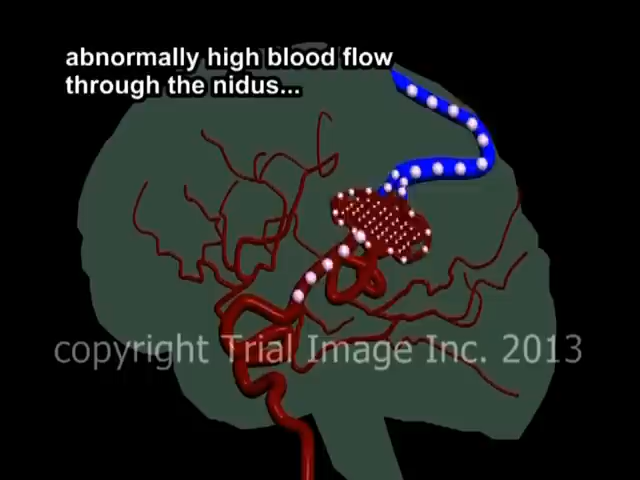 abnormally high blood flow
through the nidus...
copyright Trial Image Inc. 2013